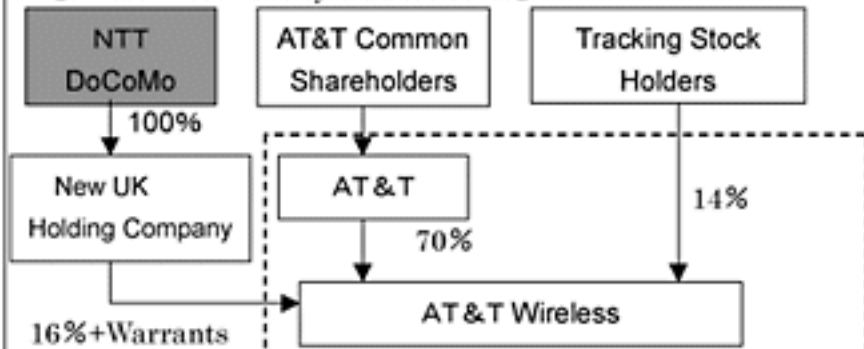 NTT
DoCoMo
AT&T Common
Shareholders
Tracking Stock
Holders
100%
New UK
Holding Company
AT&T
14%
70%
AT&T Wireless
16%+Warrants